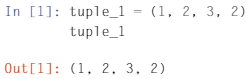 In [1]: tuple_1 = (1, 2, 3, 2)
tuple_1
Out[1]: (1, 2, 3, 2)